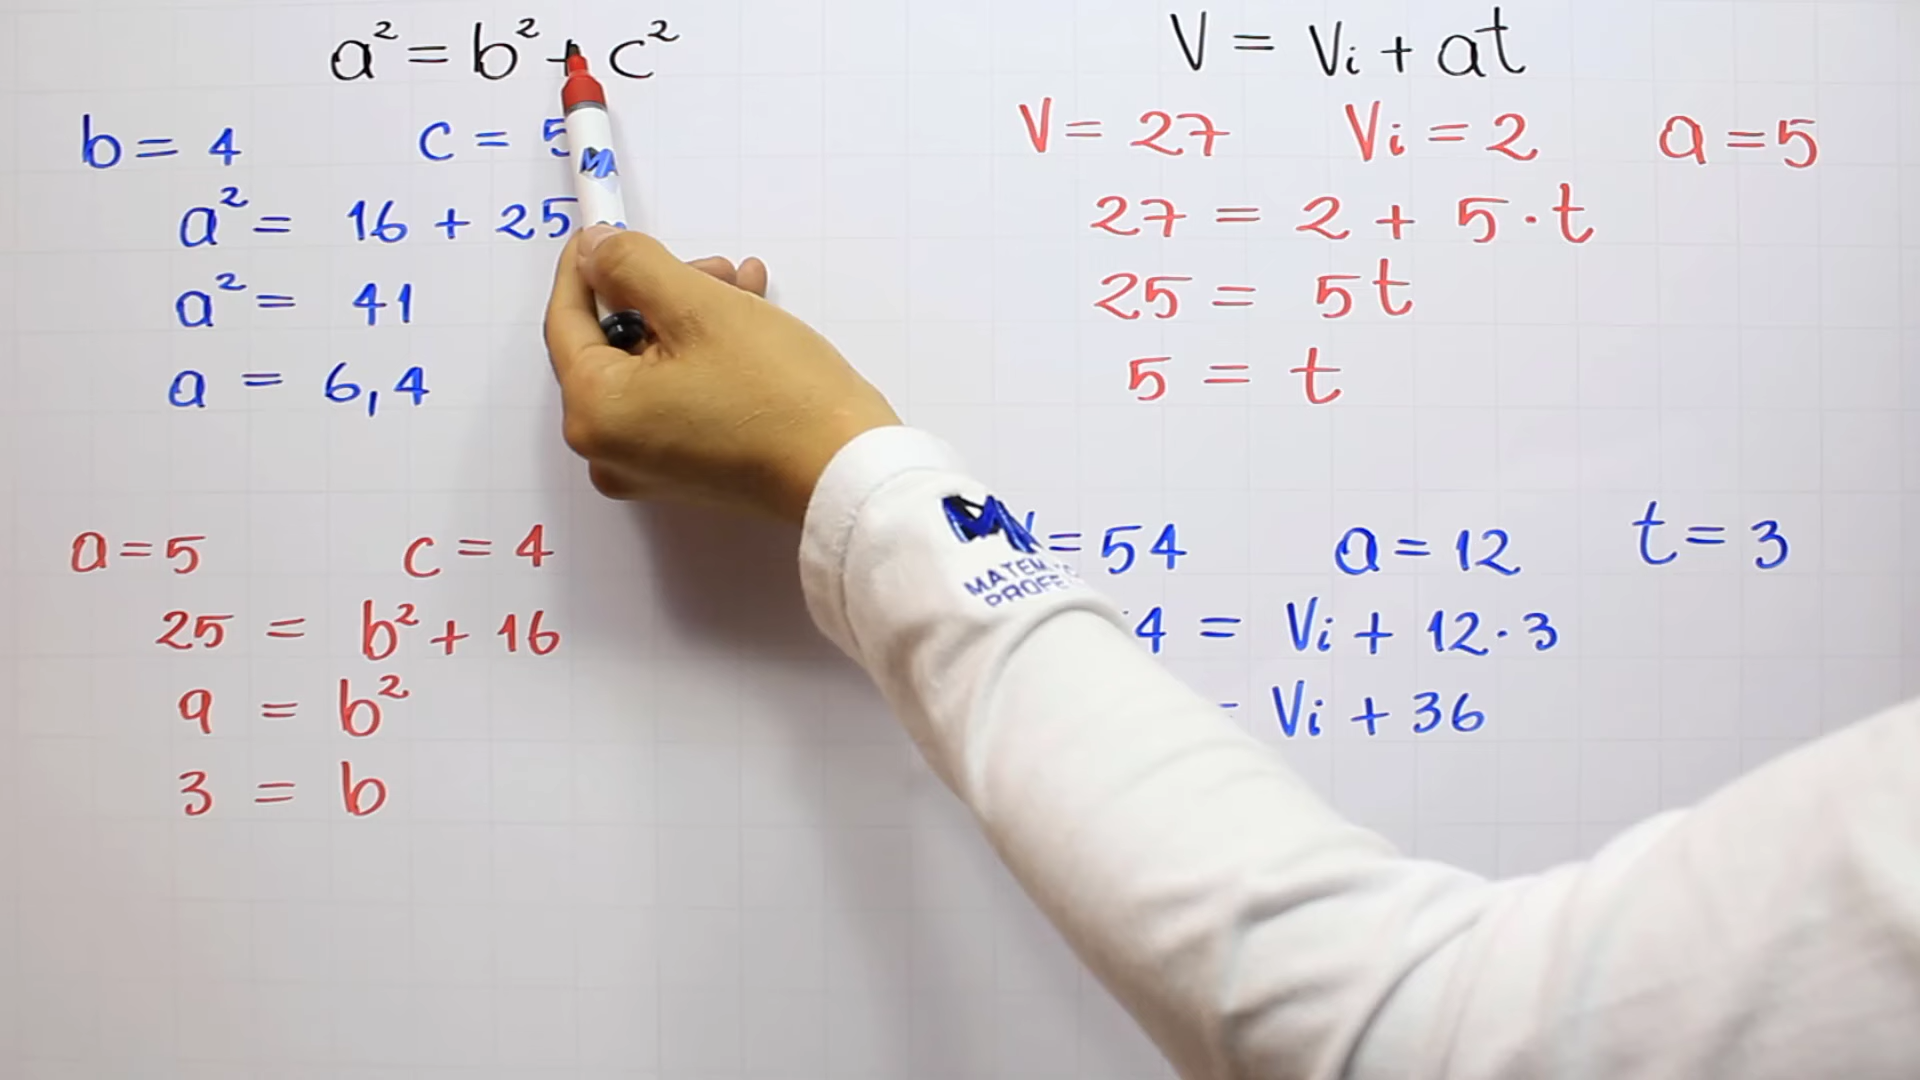 a² = b² + c²
b = 4 c = 5
a² = 16 + 25
a² = 41
a = 6,4
a = 5 c = 4
25 = b² + 16
9 = b²
3 = b
V = Vi + at
V = 27 Vi = 2 a = 5
27 = 2 + 5·t
25 = 5t
5 = t
= 54 a = 12 t = 3
4 = Vi + 12·3
= Vi + 36
MA